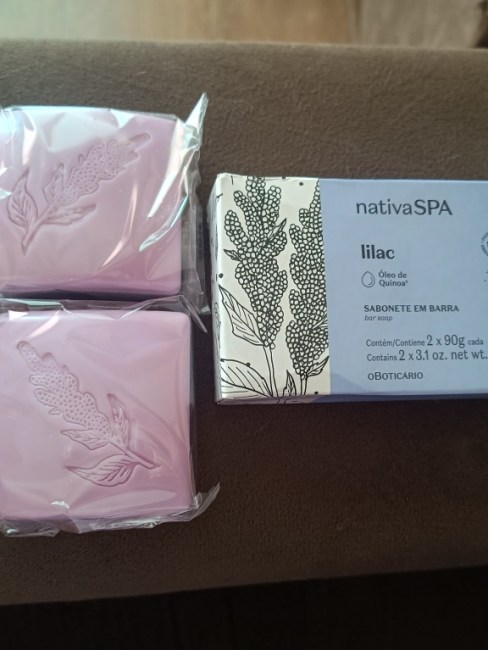 nativaSPA
lilac
Óleo de
Quinoa*
SABONETE EM BARRA
bar soap
Contém/Contiene 2 x 90g cada
Contains 2 x 3.1 oz. net wt.
oBOTICÁRIO